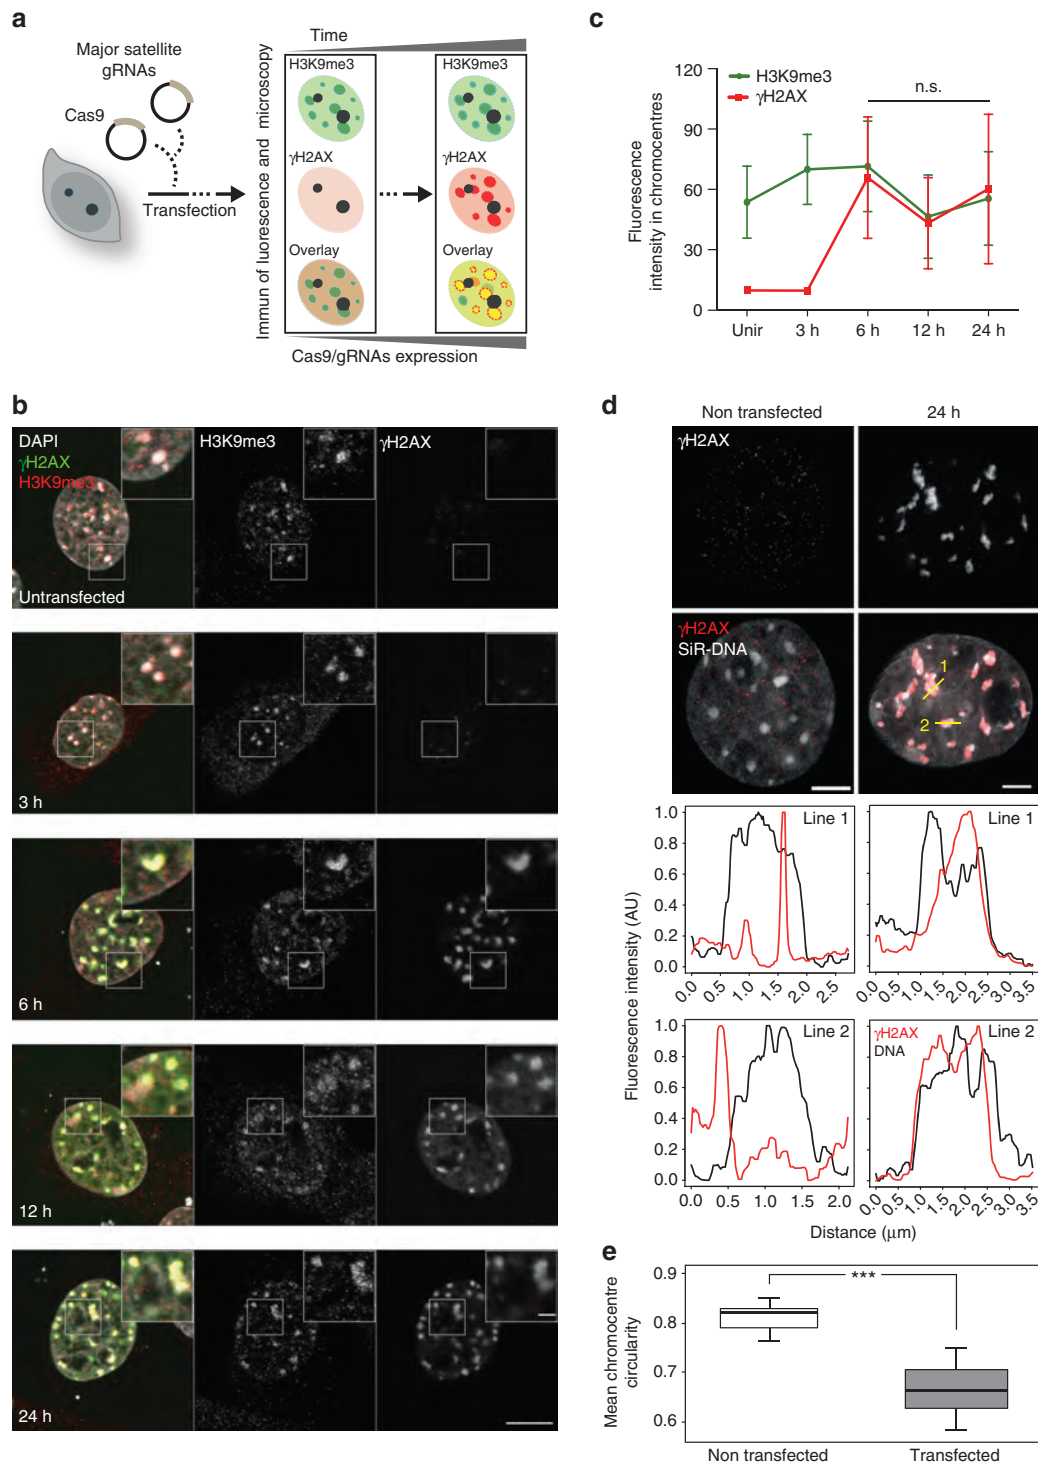 a
Major satellite
gRNAs
Cas9
Transfection
Immun of luorescence and microscopy
Time
H3K9me3
γH2AX
Overlay
H3K9me3
γH2AX
Overlay
Cas9/gRNAs expression
b
DAPI
γH2AX
H3K9me3
H3K9me3
γH2AX
Untransfected
3 h
6 h
12 h
24 h
c
Fluorescence
intensity in chromocentres
120
90
60
30
0
H3K9me3
γH2AX
n.s.
Unir 3 h 6 h 12 h 24 h
d
Non transfected 24 h
γH2AX
γH2AX
SiR-DNA
1
2
Fluorescence intensity (AU)
Line 1
1.0
0.8
0.6
0.4
0.2
0.0
0.0 0.5 1.0 1.5 2.0 2.5
Line 1
0.0 0.5 1.0 1.5 2.0 2.5 3.0 3.5
Line 2
1.0
0.8
0.6
0.4
0.2
0.0
0.0 0.5 1.0 1.5 2.0
γH2AX
DNA
Line 2
0.0 0.5 1.0 1.5 2.0 2.5 3.0 3.5
Distance (μm)
e
Mean chromocentre
circularity
0.9
0.8
0.7
0.6
***
Non transfected Transfected